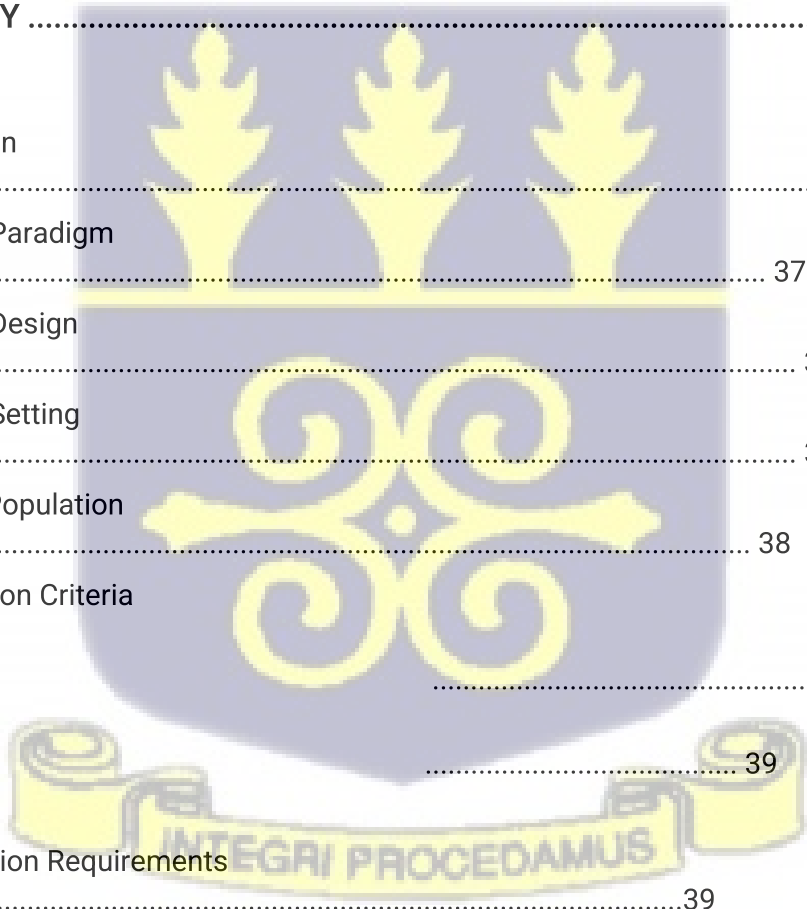 Y ........................................
n
........................................
Paradigm
........................................ 37
Design
........................................
Setting
........................................
Population
........................................ 38
on Criteria
........................................
........................................ 39
INTEGRI PROCEDAMUS
ion Requirements
........................................39